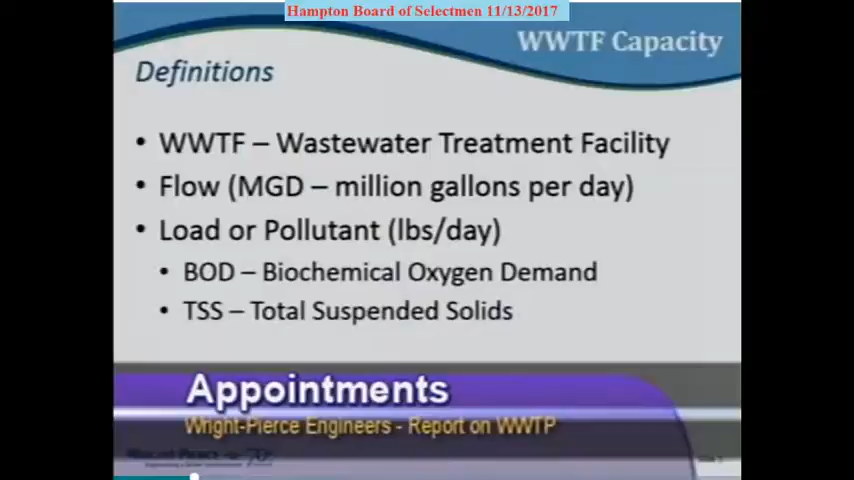 Hampton Board of Selectmen 11/13/2017
WWTF Capacity
Definitions
• WWTF – Wastewater Treatment Facility
• Flow (MGD – million gallons per day)
• Load or Pollutant (lbs/day)
• BOD – Biochemical Oxygen Demand
• TSS – Total Suspended Solids
Appointments
Wright-Pierce Engineers - Report on WWTP